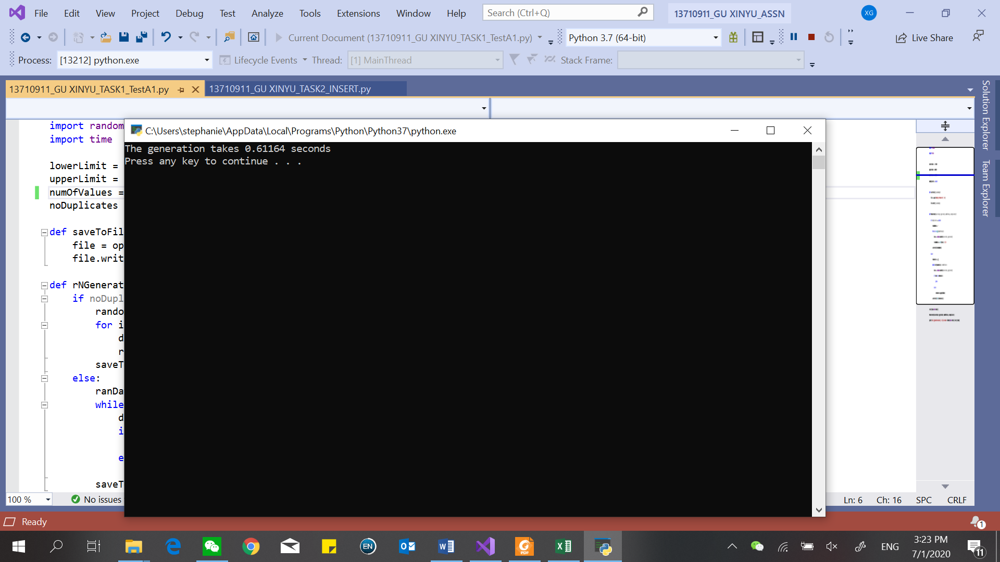 File Edit View Project Debug Test Analyze Tools Extensions Window Help Search (Ctrl+Q) 13710911_GU XINYU_ASSN XG
Current Document (13710911_GU XINYU_TASK1_TestA1.py) Python 3.7 (64-bit) Live Share
Process: [13212] python.exe Lifecycle Events Thread: [1] MainThread Stack Frame:
13710911_GU XINYU_TASK1_TestA1.py 13710911_GU XINYU_TASK2_INSERT.py
Solution Explorer
Team Explorer
C:\Users\stephanie\AppData\Local\Programs\Python\Python37\python.exe
The generation takes 0.61164 seconds
Press any key to continue . . .
import random
import time
lowerLimit =
upperLimit =
numOfValues =
noDuplicates
def saveToFil
file = op
file.writ
def rNGenerat
if noDupl
rando
for i
d
r
saveT
else:
ranDa
while
d
i
e
saveT
100 % No issues Ln: 6 Ch: 16 SPC CRLF
Ready 1
EN PDF ENG 3:23 PM
7/1/2020 11